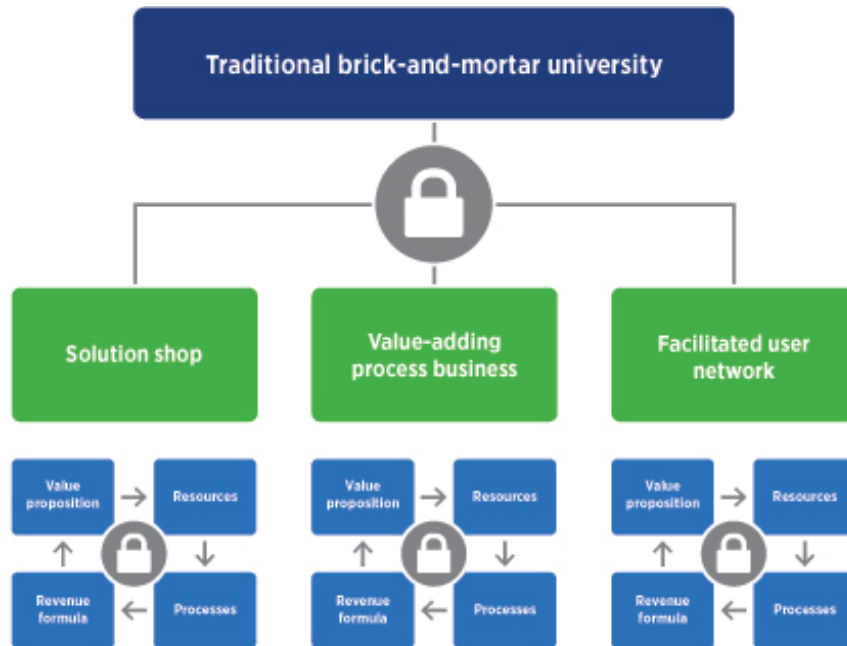 Traditional brick-and-mortar university
Solution shop
Value-adding
process business
Facilitated user
network
Value
proposition
Resources
Revenue
formula
Processes
Value
proposition
Resources
Revenue
formula
Processes
Value
proposition
Resources
Revenue
formula
Processes